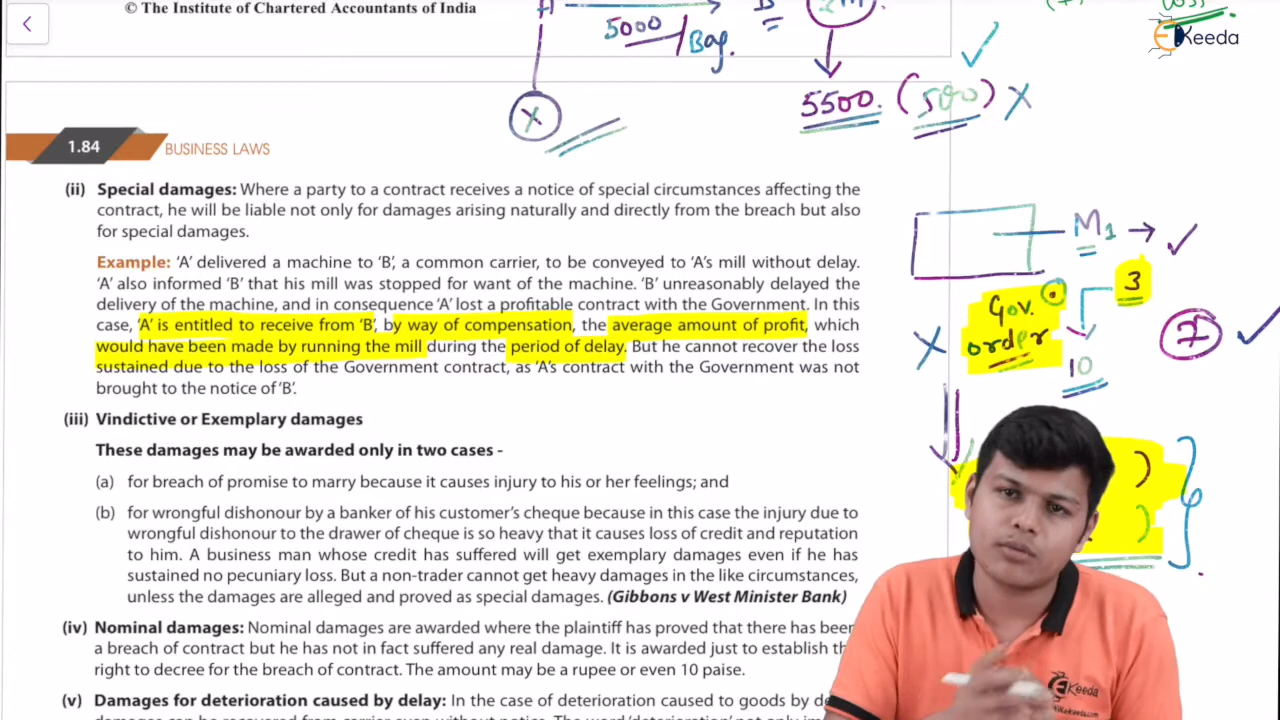 © The Institute of Chartered Accountants of India
5000/Bag.
loss.
EKeeda
X
5500. (500) X
1.84
BUSINESS LAWS
(ii) Special damages: Where a party to a contract receives a notice of special circumstances affecting the
contract, he will be liable not only for damages arising naturally and directly from the breach but also
for special damages.
Example: ‘A’ delivered a machine to ‘B’, a common carrier, to be conveyed to ‘A’s mill without delay.
‘A’ also informed ‘B’ that his mill was stopped for want of the machine. ‘B’ unreasonably delayed the
delivery of the machine, and in consequence ‘A’ lost a profitable contract with the Government. In this
case, ‘A’ is entitled to receive from ‘B’, by way of compensation, the average amount of profit, which
would have been made by running the mill during the period of delay. But he cannot recover the loss
sustained due to the loss of the Government contract, as ‘A’s contract with the Government was not
brought to the notice of ‘B’.
M1
3
Gov.
order
10
7
(iii) Vindictive or Exemplary damages
These damages may be awarded only in two cases -
(a) for breach of promise to marry because it causes injury to his or her feelings; and
(b) for wrongful dishonour by a banker of his customer’s cheque because in this case the injury due to
wrongful dishonour to the drawer of cheque is so heavy that it causes loss of credit and reputation
to him. A business man whose credit has suffered will get exemplary damages even if he has
sustained no pecuniary loss. But a non-trader cannot get heavy damages in the like circumstances,
unless the damages are alleged and proved as special damages. (Gibbons v West Minister Bank)
(iv) Nominal damages: Nominal damages are awarded where the plaintiff has proved that there has been
a breach of contract but he has not in fact suffered any real damage. It is awarded just to establish
right to decree for the breach of contract. The amount may be a rupee or even 10 paise.
(v) Damages for deterioration caused by delay: In the case of deterioration caused to goods by
EKeeda